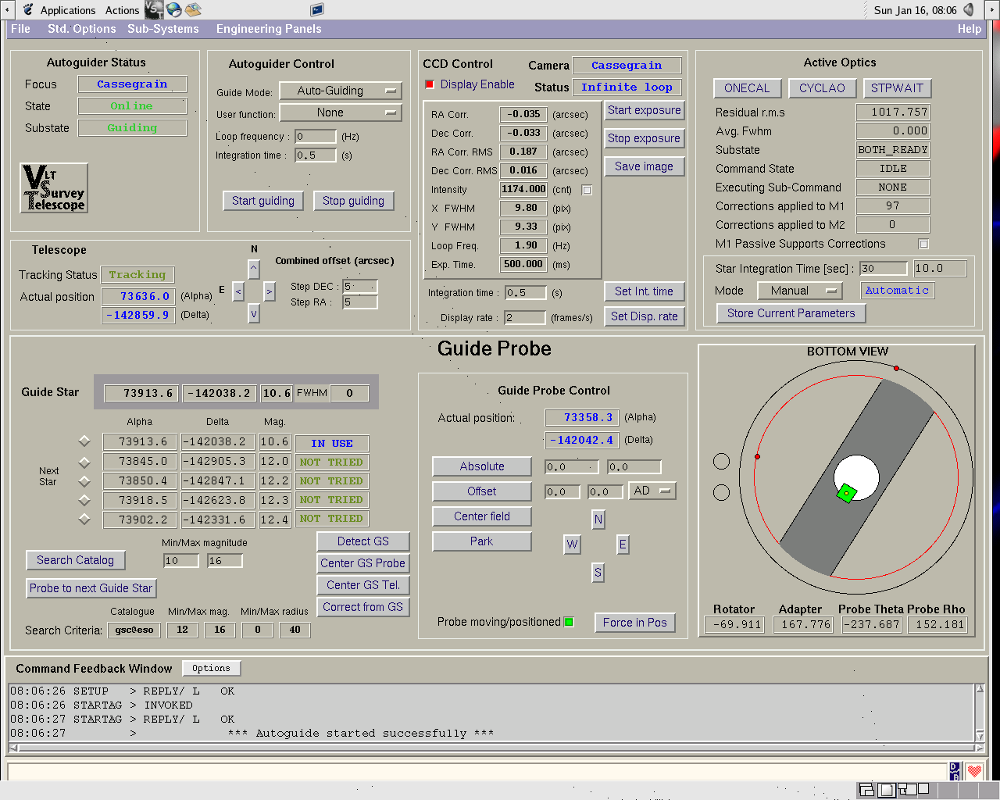 Applications Actions Sun Jan 16, 08:06
File Std. Options Sub-Systems Engineering Panels Help
Autoguider Status
Focus Cassegrain
State Online
Substate Guiding
VLT
Survey
Telescope
Autoguider Control
Guide Mode: Auto-Guiding
User function: None
Loop frequency : 0 (Hz)
Integration time : 0.5 (s)
Start guiding Stop guiding
CCD Control Camera Cassegrain
Display Enable Status Infinite loop
RA Corr. -0.035 (arcsec)
Dec Corr. -0.033 (arcsec)
RA Corr. RMS 0.187 (arcsec)
Dec Corr. RMS 0.016 (arcsec)
Intensity 1174.000 (cnt)
X FWHM 9.80 (pix)
Y FWHM 9.33 (pix)
Loop Freq. 1.90 (Hz)
Exp. Time. 500.000 (ms)
Start exposure
Stop exposure
Save image
Integration time : 0.5 (s) Set Int. time
Display rate : 2 (frames/s) Set Disp. rate
Active Optics
ONECAL CYCLAO STPWAIT
Residual r.m.s 1017.757
Avg. Fwhm 0.000
Substate BOTH_READY
Command State IDLE
Executing Sub-Command NONE
Corrections applied to M1 97
Corrections applied to M2 0
M1 Passive Supports Corrections
Star Integration Time [sec] : 30 10.0
Mode Manual Automatic
Store Current Parameters
Telescope
Tracking Status Tracking
Actual position 73636.0 (Alpha)
-142859.9 (Delta)
N
E < ^ > v
Combined offset (arcsec)
Step DEC : 5
Step RA : 5
Guide Probe
Guide Star 73913.6 -142038.2 10.6 FWHM 0
Alpha Delta Mag.
73913.6 -142038.2 10.6 IN USE
73845.0 -142905.3 12.0 NOT TRIED
73850.4 -142847.1 12.2 NOT TRIED
73918.5 -142623.8 12.3 NOT TRIED
73902.2 -142331.6 12.4 NOT TRIED
Next
Star
Min/Max magnitude
Search Catalog 10 16
Probe to next Guide Star
Detect GS
Center GS Probe
Center GS Tel.
Correct from GS
Catalogue Min/Max mag. Min/Max radius
Search Criteria: gsc@eso 12 16 0 40
Guide Probe Control
Actual position: 73358.3 (Alpha)
-142042.4 (Delta)
Absolute 0.0 0.0
Offset 0.0 0.0 AD
Center field
Park
N
W E
S
Probe moving/positioned Force in Pos
BOTTOM VIEW
Rotator Adapter Probe Theta Probe Rho
-69.911 167.776 -237.687 152.181
Command Feedback Window Options
08:06:26 SETUP > REPLY/ L OK
08:06:26 STARTAG > INVOKED
08:06:27 STARTAG > REPLY/ L OK
08:06:27 > *** Autoguide started successfully ***